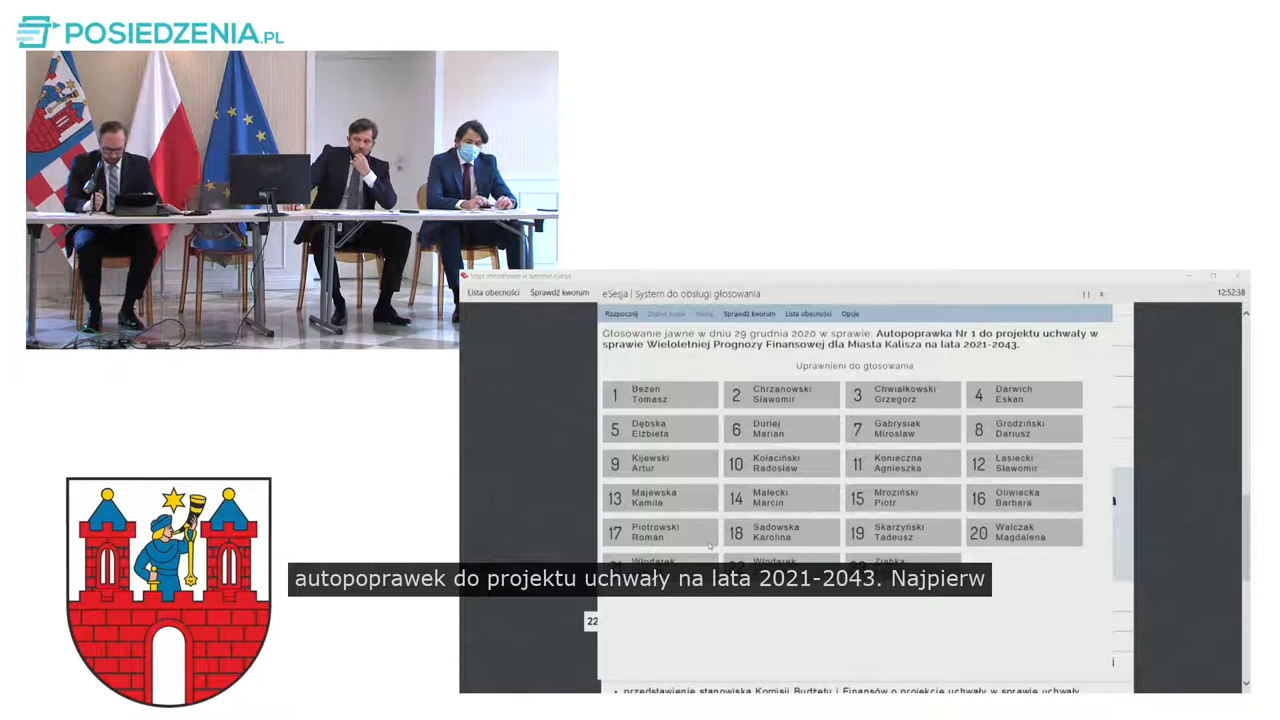 POSIEDZENIA.PL
Sesja interaktywna w systemie eSesja
Lista obecności Sprawdź kworum
eSesja | System do obsługi głosowania
12:52:38
Rozpocznij Sprawdź kworum Lista obecności Opcje
Głosowanie jawne w dniu 29 grudnia 2020 w sprawie: Autopoprawka Nr 1 do projektu uchwały w
sprawie Wieloletniej Prognozy Finansowej dla Miasta Kalisza na lata 2021-2043.
Uprawnieni do głosowania
1 Bezen Tomasz
2 Chrzanowski Sławomir
3 Chwiałkowski Grzegorz
4 Darwich Eskan
5 Dębska Elżbieta
6 Durlej Marian
7 Gabrysiak Mirosław
8 Grodziński Dariusz
9 Kijewski Artur
10 Kołaciński Radosław
11 Konieczna Agnieszka
12 Lasiecki Sławomir
13 Majewska Kamila
14 Małecki Marcin
15 Mroziński Piotr
16 Oliwiecka Barbara
17 Piotrowski Roman
18 Sadowska Karolina
19 Skarżyński Tadeusz
20 Walczak Magdalena
autopoprawek do projektu uchwały na lata 2021-2043. Najpierw
22
• przedstawienie stanowiska Komisji Budżetu i Finansów o projekcie uchwały w sprawie uchwały